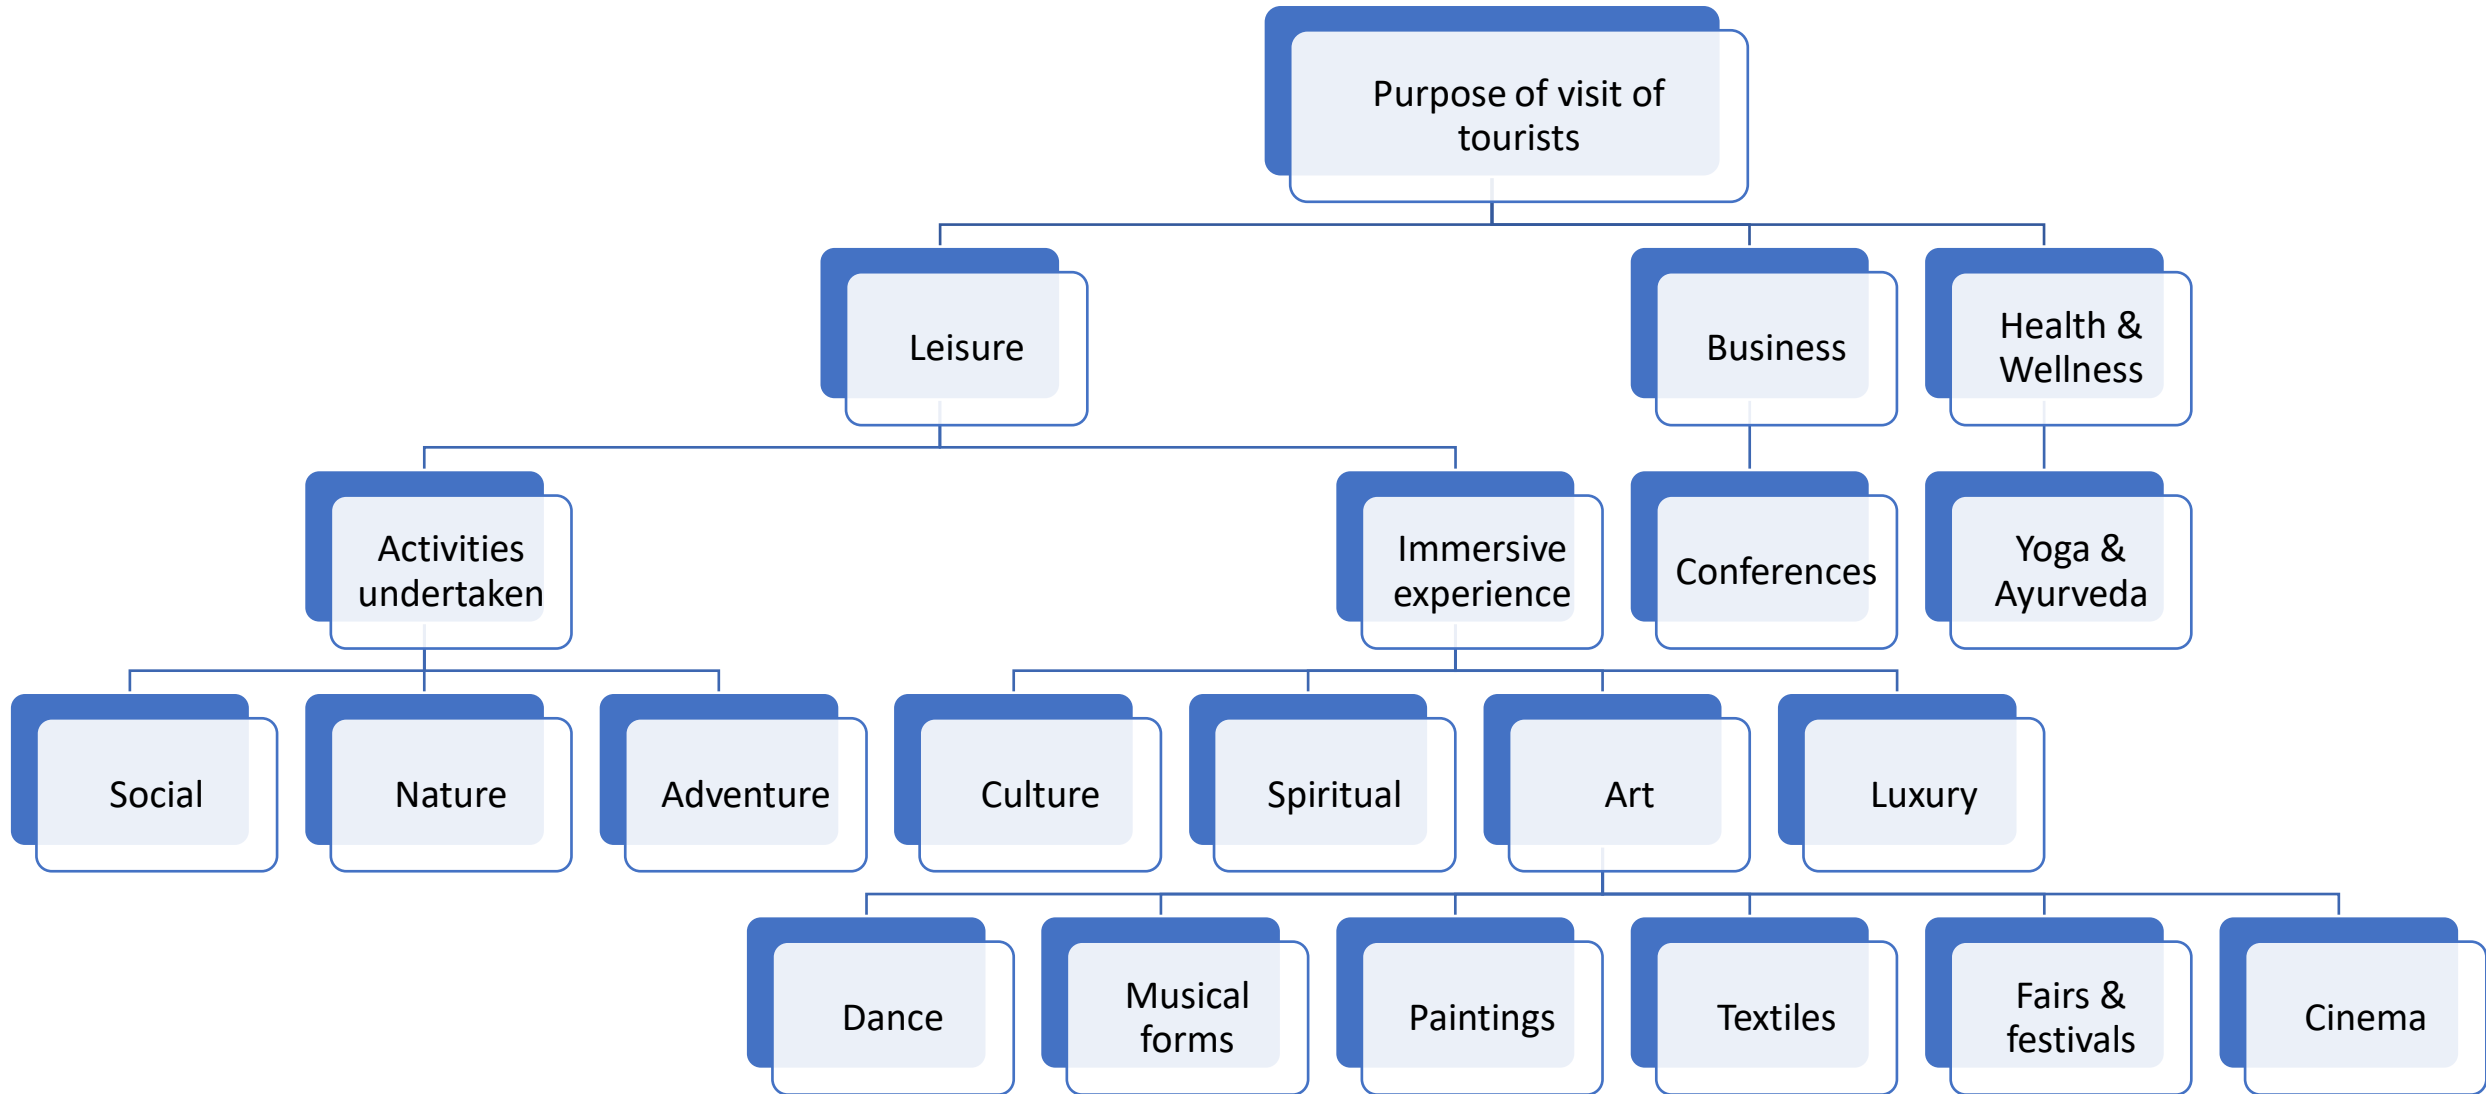 Purpose of visit of
tourists
Leisure
Business
Health &
Wellness
Activities
undertaken
Immersive
experience
Conferences
Yoga &
Ayurveda
Social
Nature
Adventure
Culture
Spiritual
Art
Luxury
Dance
Musical
forms
Paintings
Textiles
Fairs &
festivals
Cinema